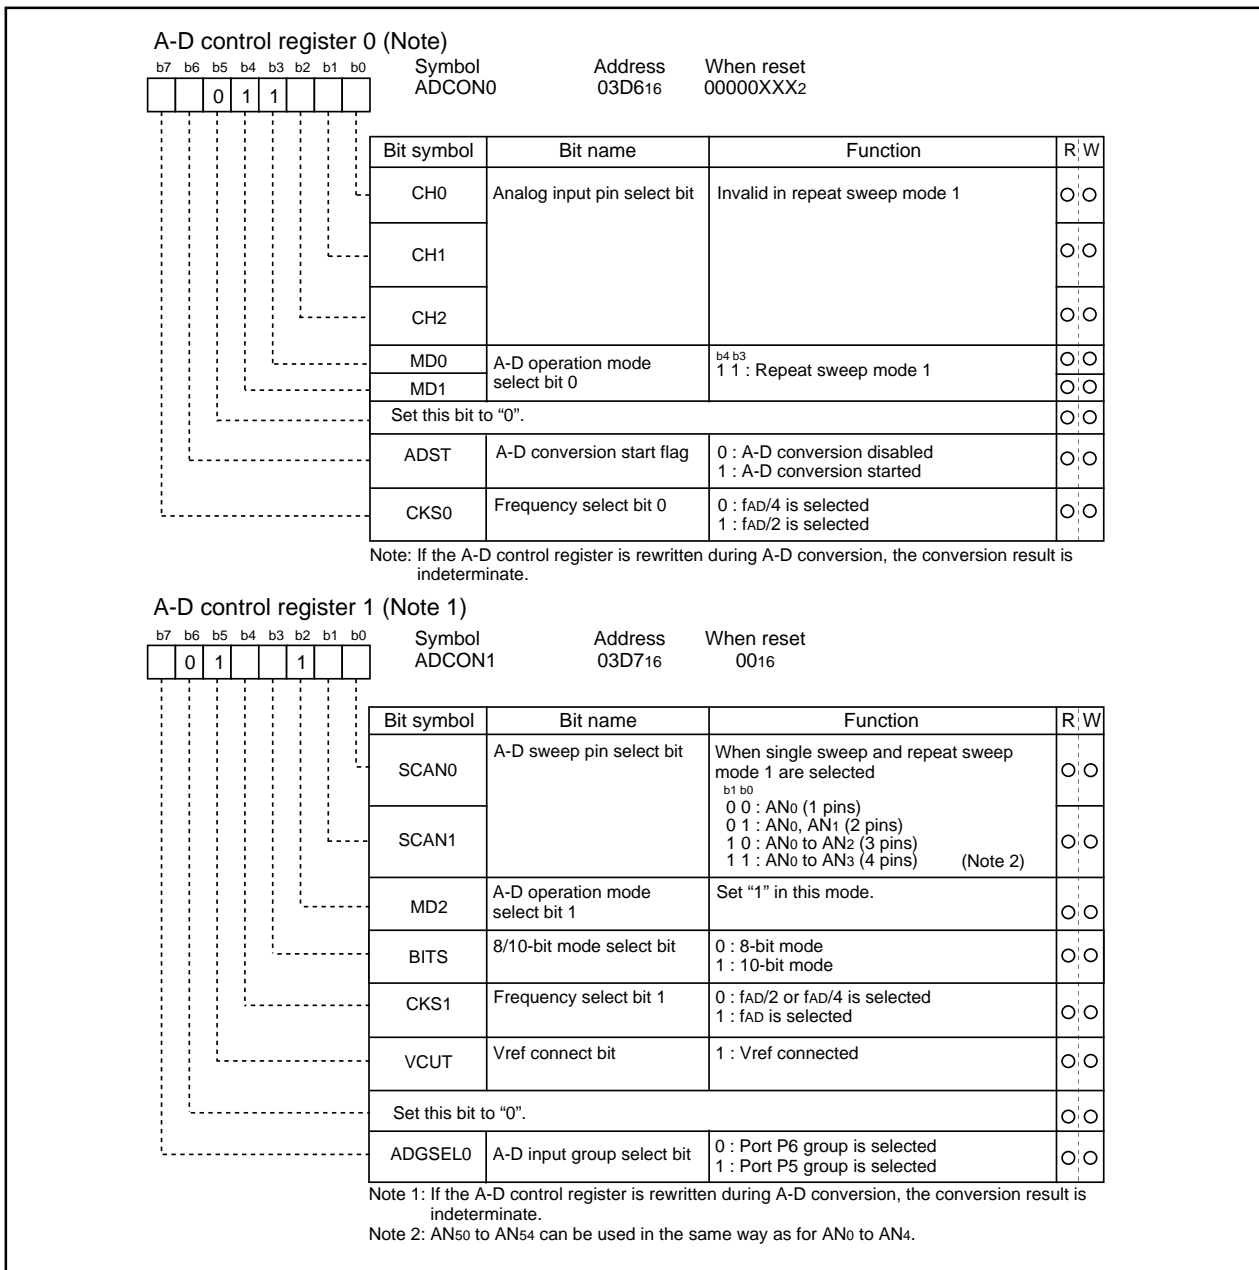 A-D control register 0 (Note)
b7 b6 b5 b4 b3 b2 b1 b0
Symbol Address When reset
ADCON0 03D616 00000XXX2
0 1 1
Bit symbol Bit name Function R W
CH0 Analog input pin select bit Invalid in repeat sweep mode 1
CH1
CH2
MD0 A-D operation mode select bit 0 b4 b3
1 1 : Repeat sweep mode 1
MD1
Set this bit to “0”.
ADST A-D conversion start flag 0 : A-D conversion disabled
1 : A-D conversion started
CKS0 Frequency select bit 0 0 : fAD/4 is selected
1 : fAD/2 is selected
Note: If the A-D control register is rewritten during A-D conversion, the conversion result is
indeterminate.
A-D control register 1 (Note 1)
b7 b6 b5 b4 b3 b2 b1 b0
Symbol Address When reset
ADCON1 03D716 0016
0 1 1
Bit symbol Bit name Function R W
SCAN0 A-D sweep pin select bit When single sweep and repeat sweep
mode 1 are selected
b1 b0
0 0 : AN0 (1 pins)
0 1 : AN0, AN1 (2 pins)
SCAN1 1 0 : AN0 to AN2 (3 pins)
1 1 : AN0 to AN3 (4 pins) (Note 2)
MD2 A-D operation mode select bit 1 Set “1” in this mode.
BITS 8/10-bit mode select bit 0 : 8-bit mode
1 : 10-bit mode
CKS1 Frequency select bit 1 0 : fAD/2 or fAD/4 is selected
1 : fAD is selected
VCUT Vref connect bit 1 : Vref connected
Set this bit to “0”.
ADGSEL0 A-D input group select bit 0 : Port P6 group is selected
1 : Port P5 group is selected
Note 1: If the A-D control register is rewritten during A-D conversion, the conversion result is
indeterminate.
Note 2: AN50 to AN54 can be used in the same way as for AN0 to AN4.